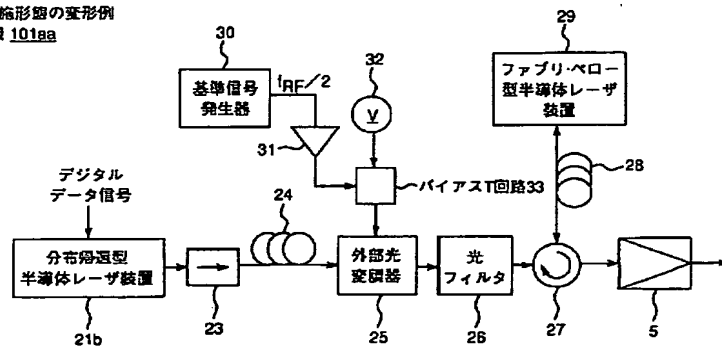 施形態の変形例
101aa
30
基準信号
発生器
fRF/2
31
32
V
29
ファブリ・ペロー
型半導体レーザ
装置
28
バイアスT回路33
デジタル
データ信号
24
分布帰還型
半導体レーザ装置
21b
23
外部光
変調器
25
光
フィルタ
26
27
5